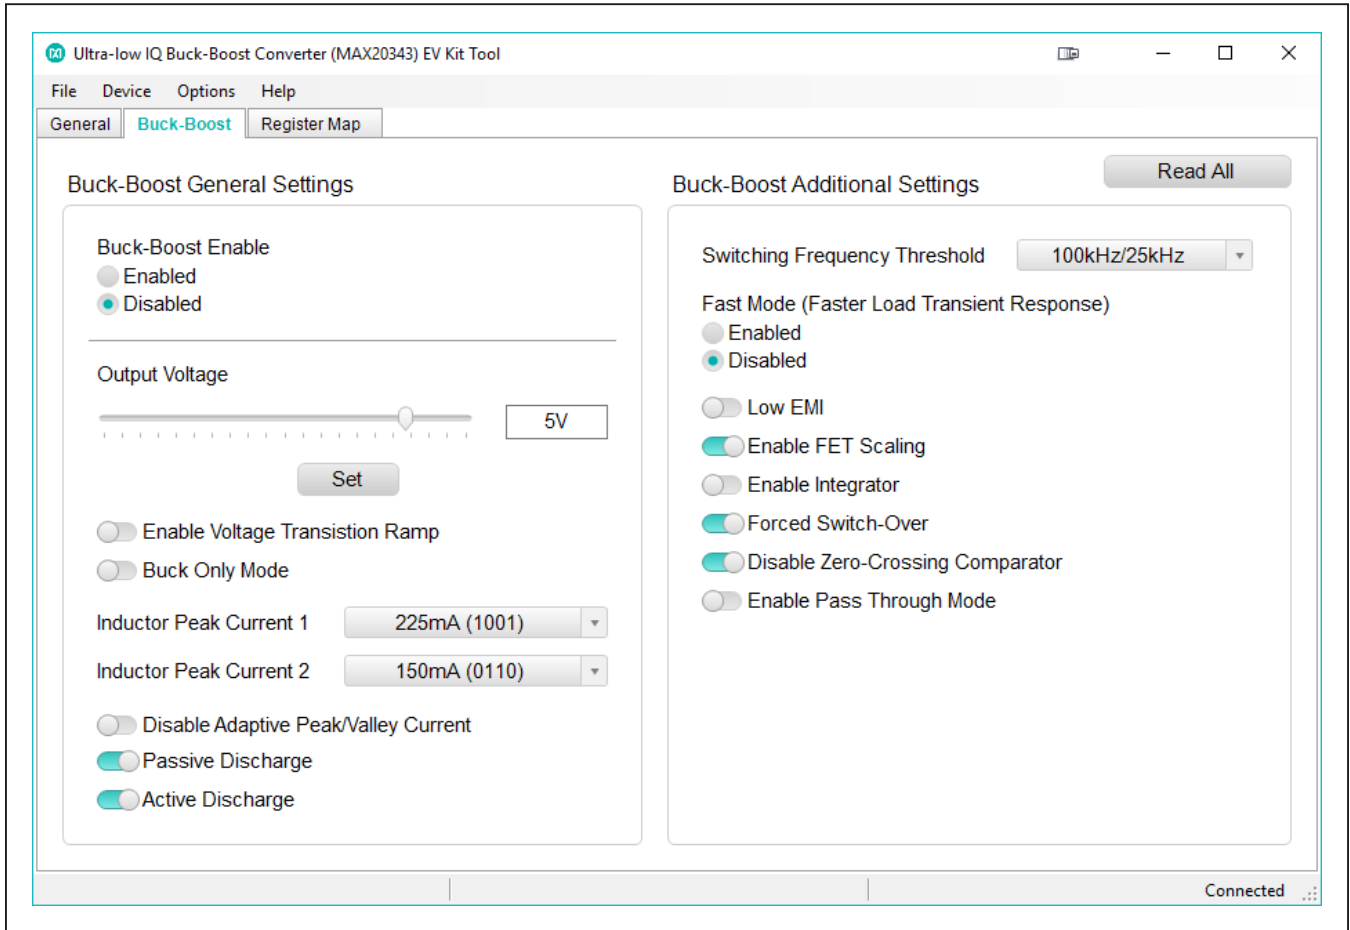 Ultra-low IQ Buck-Boost Converter (MAX20343) EV Kit Tool
File Device Options Help
General Buck-Boost Register Map
Read All
Buck-Boost General Settings
Buck-Boost Enable
Enabled
Disabled
Output Voltage
5V
Set
Enable Voltage Transistion Ramp
Buck Only Mode
Inductor Peak Current 1 225mA (1001)
Inductor Peak Current 2 150mA (0110)
Disable Adaptive Peak/Valley Current
Passive Discharge
Active Discharge
Buck-Boost Additional Settings
Switching Frequency Threshold 100kHz/25kHz
Fast Mode (Faster Load Transient Response)
Enabled
Disabled
Low EMI
Enable FET Scaling
Enable Integrator
Forced Switch-Over
Disable Zero-Crossing Comparator
Enable Pass Through Mode
Connected